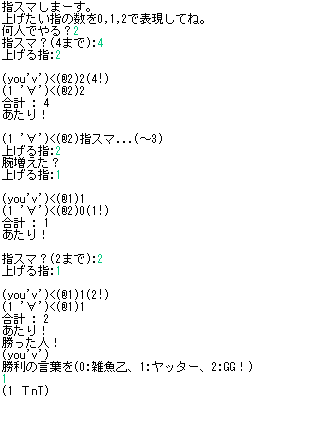 指スマしまーす。
上げたい指の数を0,1,2で表現してね。
何人でやる？2
指スマ？(4まで):4
上げる指:2
(you'v')<(@2)2(4!)
(1 '∀')<(@2)2
合計 : 4
あたり！
(1 '∀')<(@2)指スマ...(～3)
上げる指:2
腕増えた？
上げる指:1
(you'v')<(@1)1
(1 '∀')<(@2)0(1!)
合計 : 1
あたり！
指スマ？(2まで):2
上げる指:1
(you'v')<(@1)1(2!)
(1 '∀')<(@1)1
合計 : 2
あたり！
勝った人！
(you'v')
勝利の言葉を(0:雑魚乙、1:ヤッター、2:GG！)
1
(1 TnT)